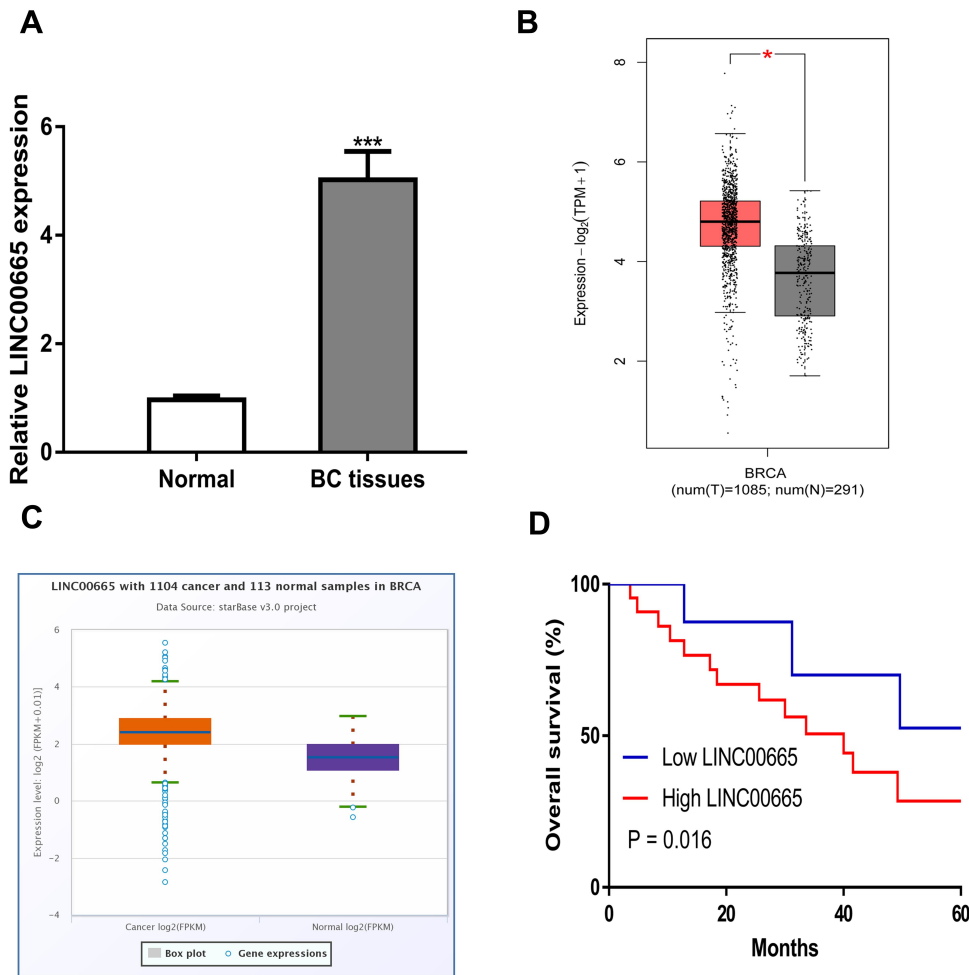 A
Relative LINC00665 expression
6
4
2
0
***
Normal
BC tissues
B
Expression – log2(TPM + 1)
8
6
4
2
*
BRCA
(num(T)=1085; num(N)=291)
C
LINC00665 with 1104 cancer and 113 normal samples in BRCA
Data Source: starBase v3.0 project
Expression level: log2 (FPKM+0.01)]
6
4
2
0
−2
−4
Cancer log2(FPKM)
Normal log2(FPKM)
Box plot
Gene expressions
D
Overall survival (%)
100
50
0
Low LINC00665
High LINC00665
P = 0.016
0
20
40
60
Months